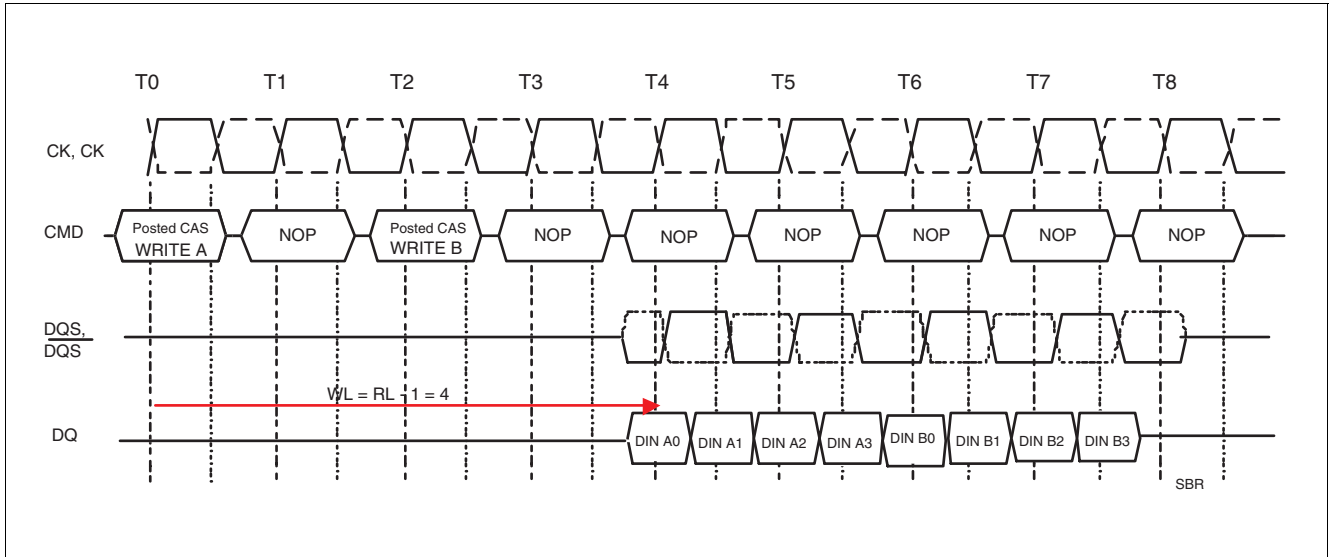 T0 T1 T2 T3 T4 T5 T6 T7 T8
CK, CK
CMD
Posted CAS
WRITE A
NOP
Posted CAS
WRITE B
NOP
NOP
NOP
NOP
NOP
NOP
DQS,
DQS
WL = RL - 1 = 4
DQ
DIN A0 DIN A1 DIN A2 DIN A3 DIN B0 DIN B1 DIN B2 DIN B3
SBR